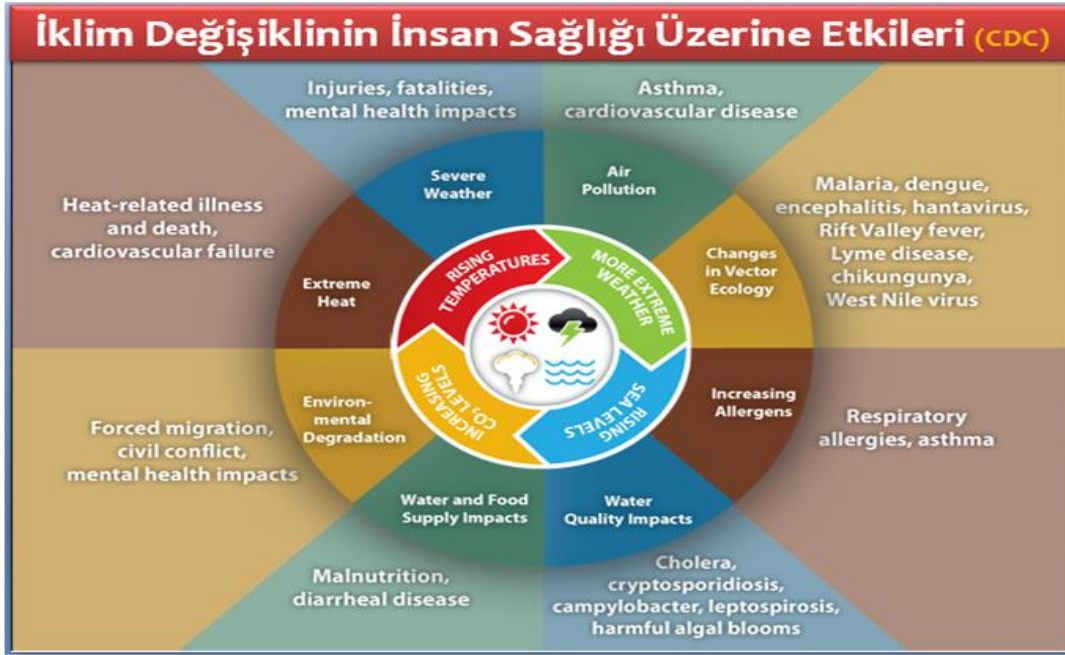 İklim Değişiklinin İnsan Sağlığı Üzerine Etkileri (CDC)
Injuries, fatalities,
mental health impacts
Asthma,
cardiovascular disease
Severe
Weather
Air
Pollution
Heat-related illness
and death,
cardiovascular failure
Extreme
Heat
Malaria, dengue,
encephalitis, hantavirus,
Rift Valley fever,
Lyme disease,
chikungunya,
West Nile virus
Changes
in Vector
Ecology
RISING
TEMPERATURES
MORE EXTREME
WEATHER
INCREASING
CO₂ LEVELS
RISING
SEA LEVELS
Forced migration,
civil conflict,
mental health impacts
Environ-
mental
Degradation
Increasing
Allergens
Respiratory
allergies, asthma
Water and Food
Supply Impacts
Water
Quality Impacts
Malnutrition,
diarrheal disease
Cholera,
cryptosporidiosis,
campylobacter, leptospirosis,
harmful algal blooms